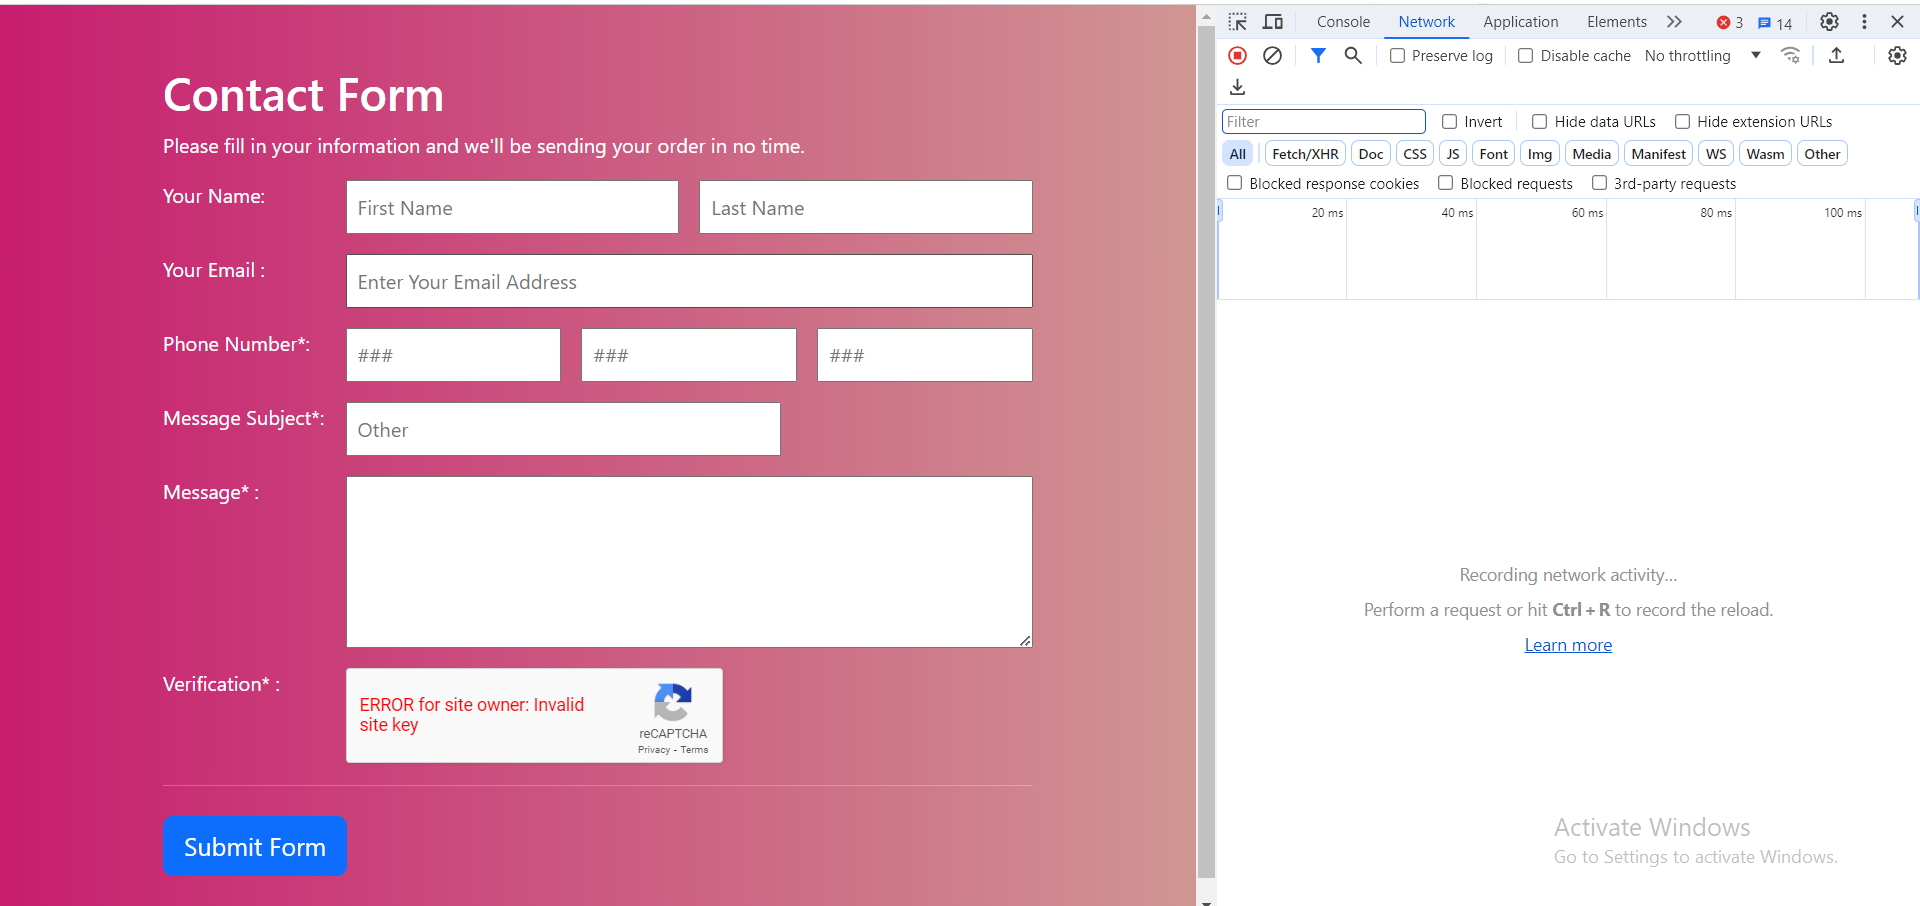 Contact Form
Please fill in your information and we'll be sending your order in no time.
Your Name:
First Name
Last Name
Your Email :
Enter Your Email Address
Phone Number*:
###
###
###
Message Subject*:
Other
Message* :
Verification* :
ERROR for site owner: Invalid
site key
reCAPTCHA
Privacy - Terms
Submit Form
Console Network Application Elements 3 14
Preserve log Disable cache No throttling
Filter Invert Hide data URLs Hide extension URLs
All Fetch/XHR Doc CSS JS Font Img Media Manifest WS Wasm Other
Blocked response cookies Blocked requests 3rd-party requests
20 ms 40 ms 60 ms 80 ms 100 ms
Recording network activity...
Perform a request or hit Ctrl + R to record the reload.
Learn more
Activate Windows
Go to Settings to activate Windows.